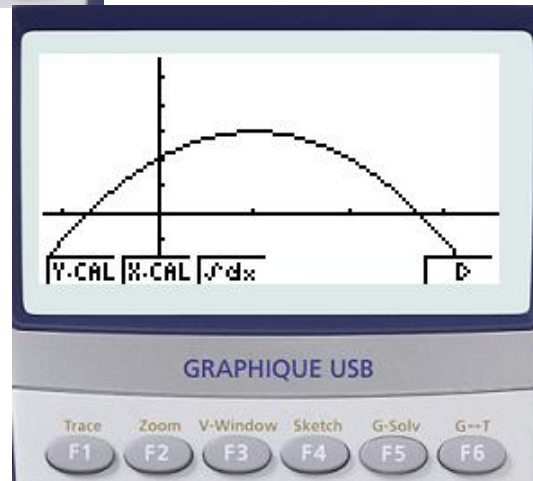 Y-CAL X-CAL ∫dx ▷
GRAPHIQUE USB
Trace Zoom V-Window Sketch G-Solv G↔T
F1 F2 F3 F4 F5 F6